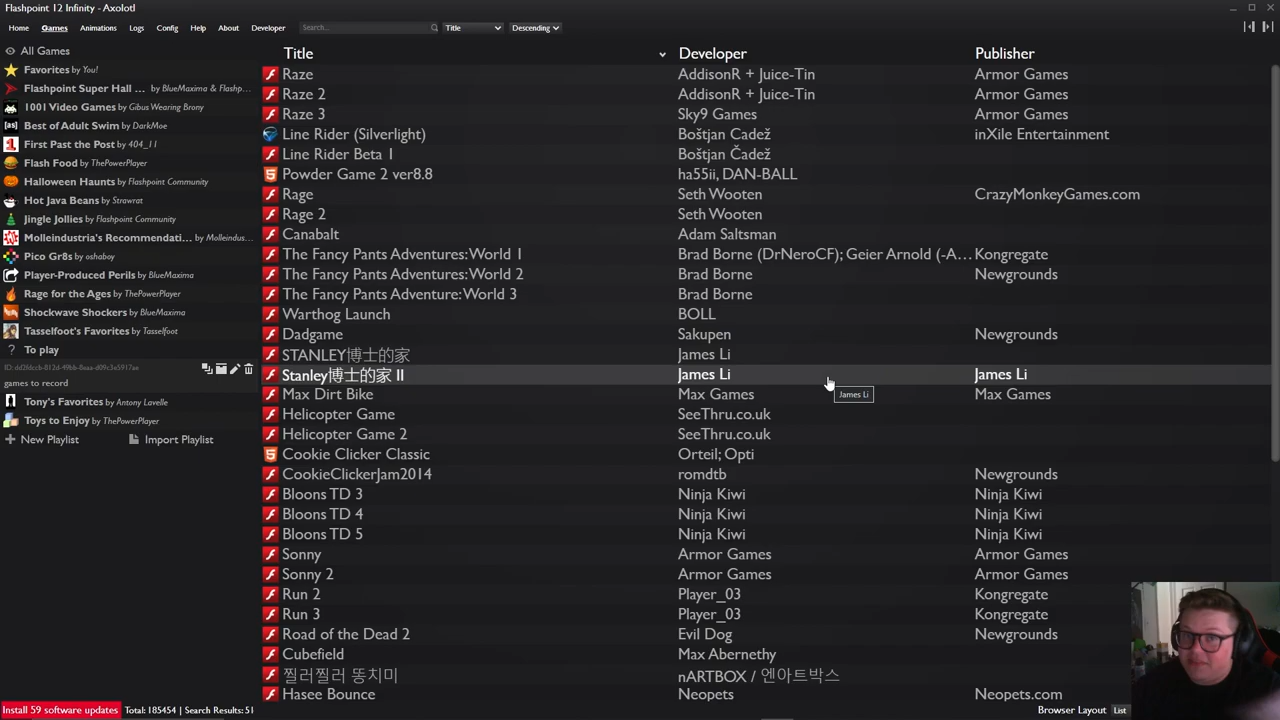 Flashpoint 12 Infinity - Axolotl
Home Games Animations Logs Config Help About Developer Search... Title Descending
All Games
Favorites by You!
Flashpoint Super Hall ... by BlueMaxima & Flashp...
1001 Video Games by Gibus Wearing Brony
Best of Adult Swim by DarkMoe
First Past the Post by 404_11
Flash Food by ThePowerPlayer
Halloween Haunts by Flashpoint Community
Hot Java Beans by Strawrat
Jingle Jollies by Flashpoint Community
Molleindustria's Recommendati... by Molleindus...
Pico Gr8s by oshaboy
Player-Produced Perils by BlueMaxima
Rage for the Ages by ThePowerPlayer
Shockwave Shockers by BlueMaxima
Tasselfoot's Favorites by Tasselfoot
? To play
games to record
Tony's Favorites by Antony Lavelle
Toys to Enjoy by ThePowerPlayer
+ New Playlist Import Playlist
Title Developer Publisher
Raze AddisonR + Juice-Tin Armor Games
Raze 2 AddisonR + Juice-Tin Armor Games
Raze 3 Sky9 Games Armor Games
Line Rider (Silverlight) Boštjan Cadež inXile Entertainment
Line Rider Beta 1 Boštjan Čadež
Powder Game 2 ver8.8 ha55ii, DAN-BALL
Rage Seth Wooten CrazyMonkeyGames.com
Rage 2 Seth Wooten
Canabalt Adam Saltsman
The Fancy Pants Adventures: World 1 Brad Borne (DrNeroCF); Geier Arnold (-A... Kongregate
The Fancy Pants Adventures: World 2 Brad Borne Newgrounds
The Fancy Pants Adventure: World 3 Brad Borne
Warthog Launch BOLL
Dadgame Sakupen Newgrounds
STANLEY博士的家 James Li
Stanley博士的家 II James Li James Li
James Li
Max Dirt Bike Max Games Max Games
Helicopter Game SeeThru.co.uk
Helicopter Game 2 SeeThru.co.uk
Cookie Clicker Classic Orteil; Opti
CookieClickerJam2014 romdtb Newgrounds
Bloons TD 3 Ninja Kiwi Ninja Kiwi
Bloons TD 4 Ninja Kiwi Ninja Kiwi
Bloons TD 5 Ninja Kiwi Ninja Kiwi
Sonny Armor Games Armor Games
Sonny 2 Armor Games Armor Games
Run 2 Player_03 Kongregate
Run 3 Player_03 Kongregate
Road of the Dead 2 Evil Dog Newgrounds
Cubefield Max Abernethy
찔러찔러 똥치미 nARTBOX / 엔아트박스
Hasee Bounce Neopets Neopets.com
Install 59 software updates Total: 185454 | Search Results: 51 Browser Layout List